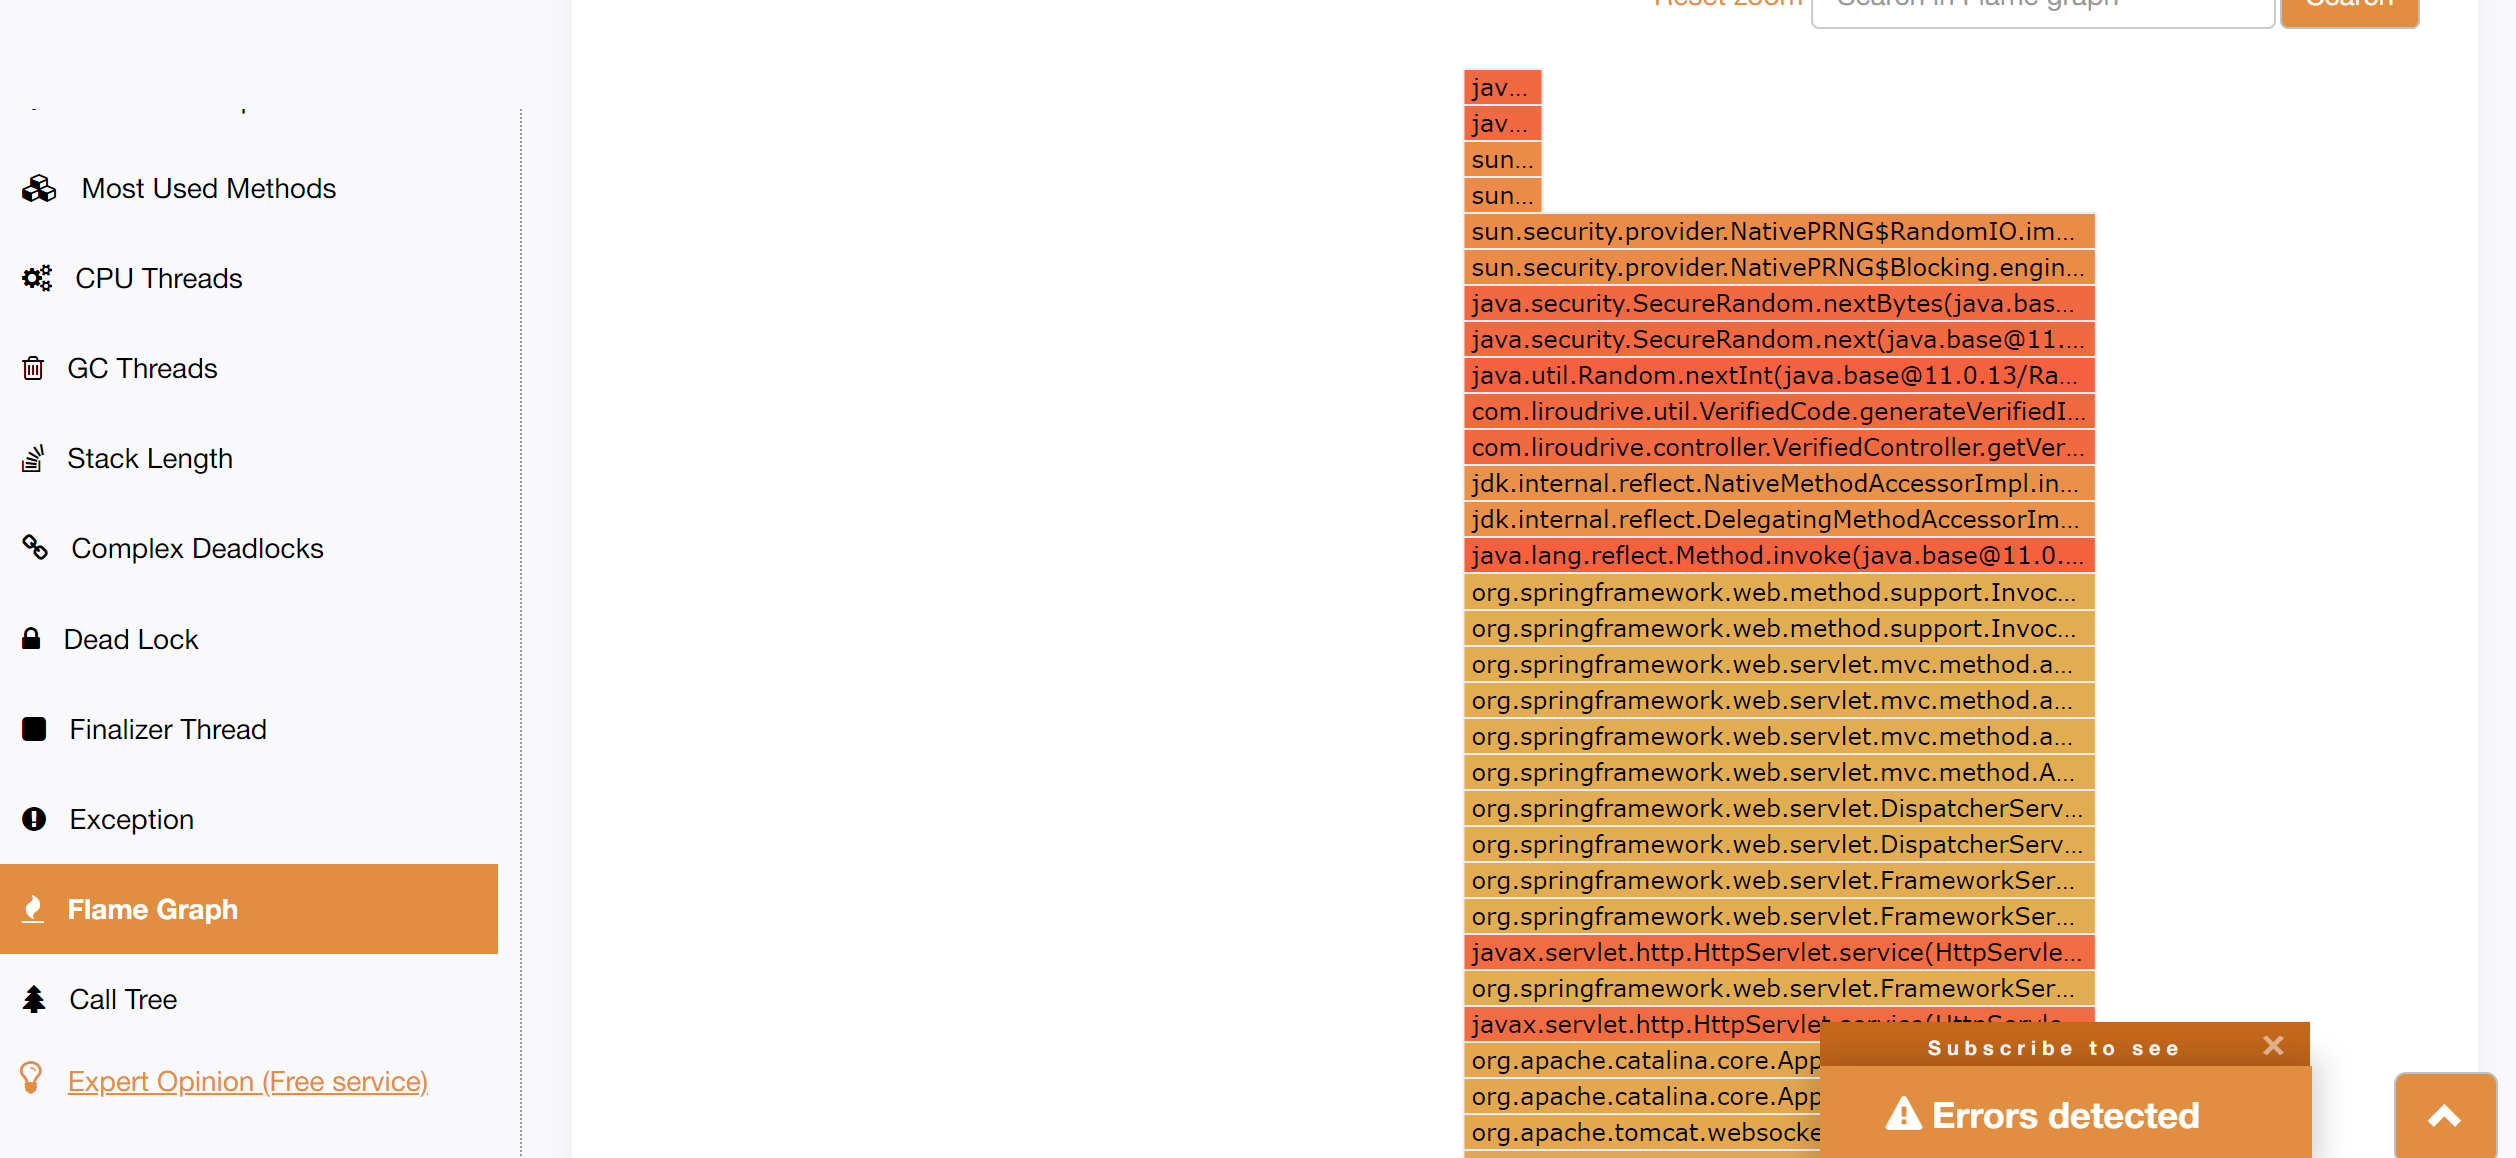 Reset zoom
Search in Flame graph
Search
Most Used Methods
CPU Threads
GC Threads
Stack Length
Complex Deadlocks
Dead Lock
Finalizer Thread
Exception
Flame Graph
Call Tree
Expert Opinion (Free service)
jav...
jav...
sun...
sun...
sun.security.provider.NativePRNG$RandomIO.im...
sun.security.provider.NativePRNG$Blocking.engin...
java.security.SecureRandom.nextBytes(java.bas...
java.security.SecureRandom.next(java.base@11....
java.util.Random.nextInt(java.base@11.0.13/Ra...
com.liroudrive.util.VerifiedCode.generateVerifiedI...
com.liroudrive.controller.VerifiedController.getVer...
jdk.internal.reflect.NativeMethodAccessorImpl.in...
jdk.internal.reflect.DelegatingMethodAccessorIm...
java.lang.reflect.Method.invoke(java.base@11.0....
org.springframework.web.method.support.Invoc...
org.springframework.web.method.support.Invoc...
org.springframework.web.servlet.mvc.method.a...
org.springframework.web.servlet.mvc.method.a...
org.springframework.web.servlet.mvc.method.a...
org.springframework.web.servlet.mvc.method.A...
org.springframework.web.servlet.DispatcherServ...
org.springframework.web.servlet.DispatcherServ...
org.springframework.web.servlet.FrameworkSer...
org.springframework.web.servlet.FrameworkSer...
javax.servlet.http.HttpServlet.service(HttpServle...
org.springframework.web.servlet.FrameworkSer...
javax.servlet.http.HttpServlet.service(HttpServle...
org.apache.catalina.core.App
org.apache.catalina.core.App
org.apache.tomcat.websocke
Subscribe to see
Errors detected